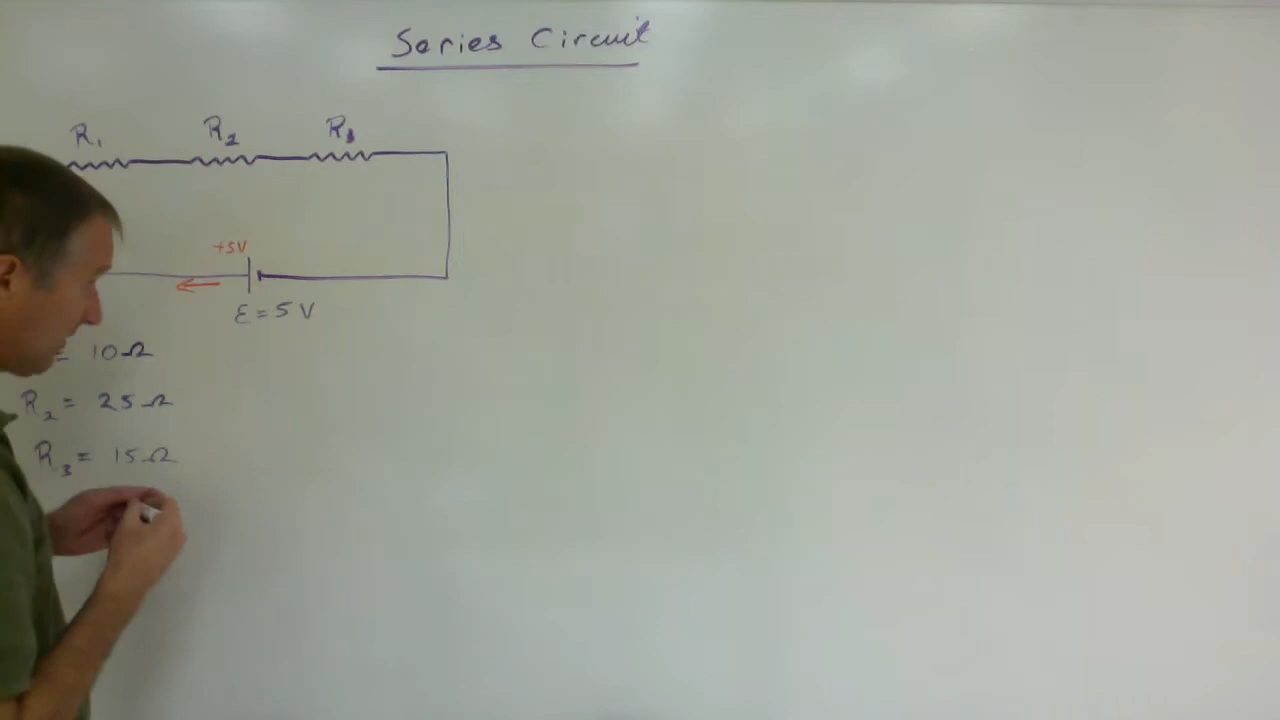 Series Circuit
R1 R2 R3
+5V
ε = 5 V
= 10 Ω
R2 = 25 Ω
R3 = 15 Ω